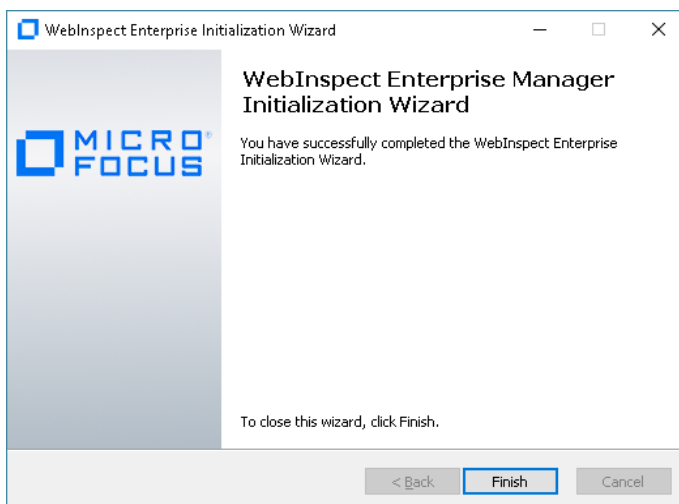 WebInspect Enterprise Initialization Wizard
WebInspect Enterprise Manager
Initialization Wizard
MICRO®
FOCUS
You have successfully completed the WebInspect Enterprise
Initialization Wizard.
To close this wizard, click Finish.
< Back
Finish
Cancel